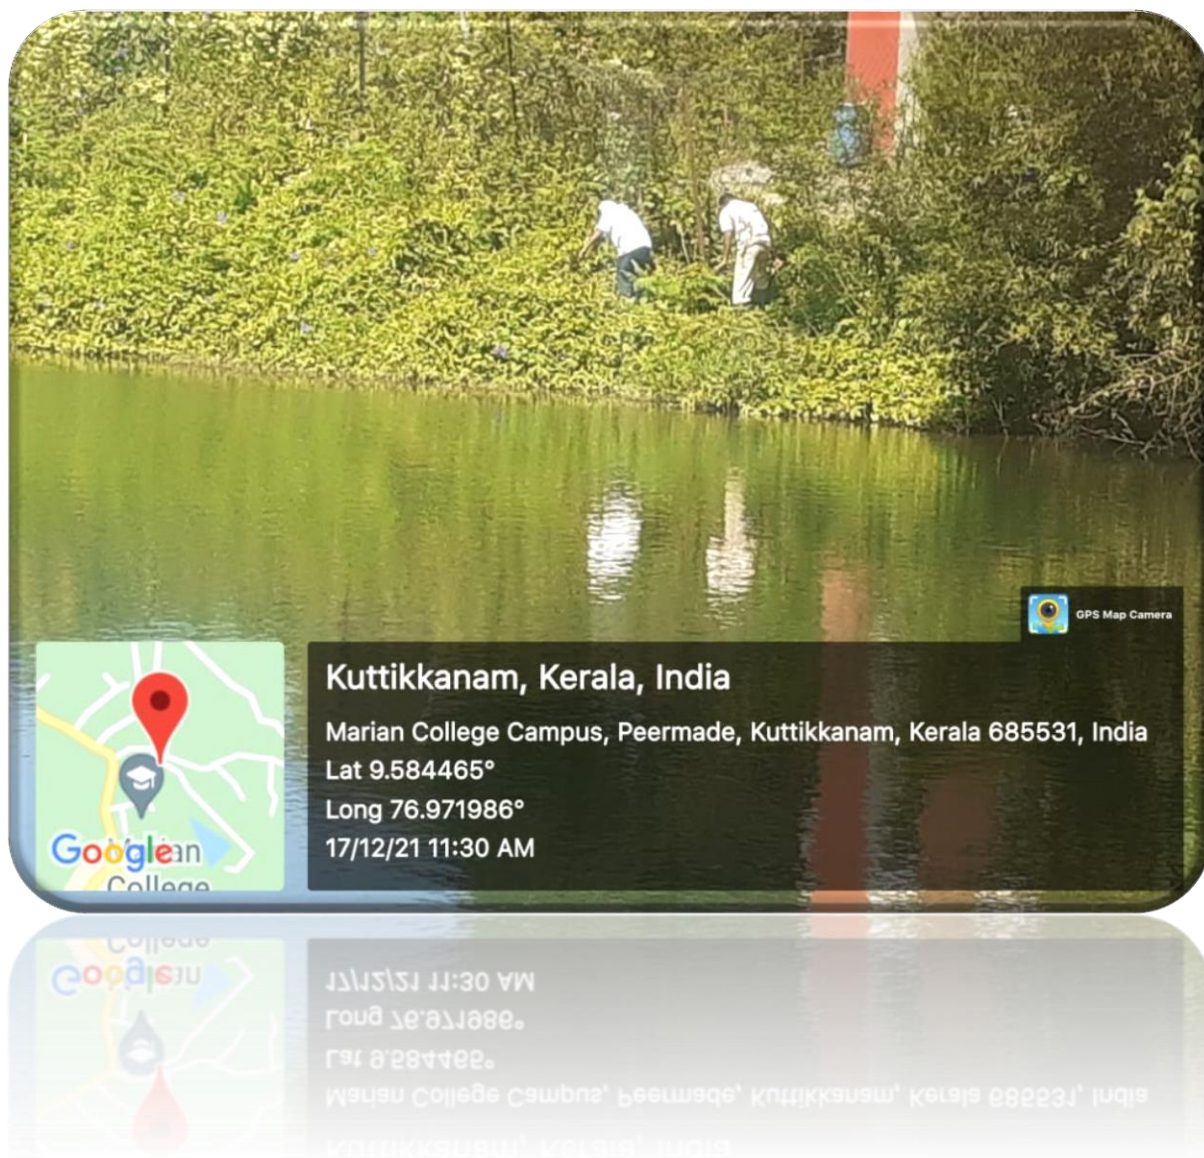 GPS Map Camera
Kuttikkanam, Kerala, India
Marian College Campus, Peermade, Kuttikkanam, Kerala 685531, India
Lat 9.584465°
Long 76.971986°
17/12/21 11:30 AM
Google
College